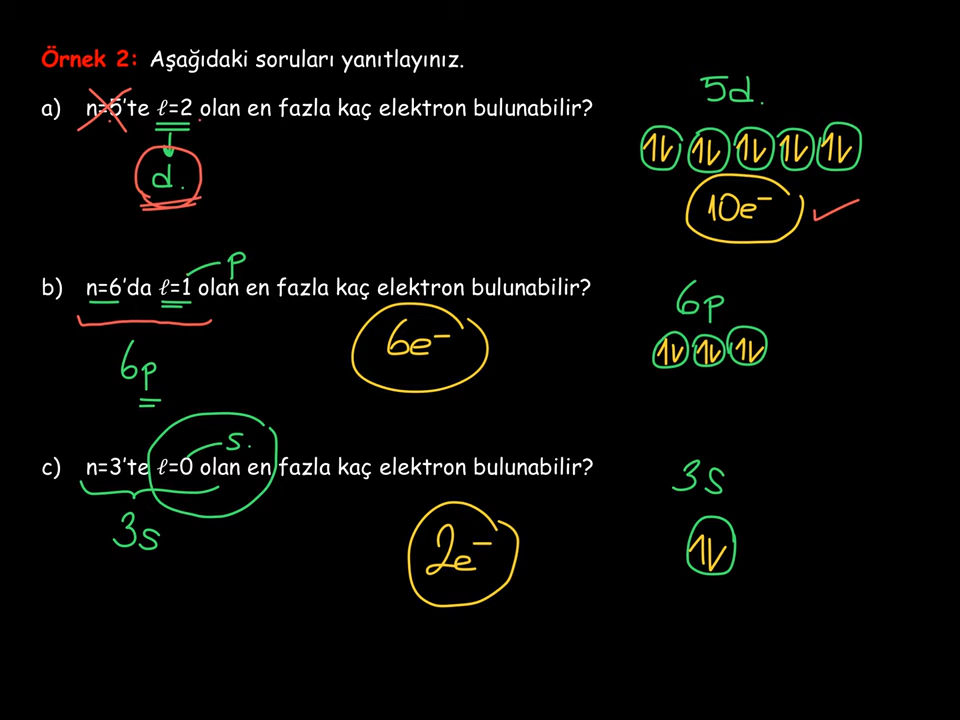 Örnek 2: Aşağıdaki soruları yanıtlayınız.
a) n=5'te ℓ=2 olan en fazla kaç elektron bulunabilir?
d.
5d.
1l 1l 1l 1l 1l
10e⁻
b) n=6'da ℓ=1 olan en fazla kaç elektron bulunabilir?
p
6p
6e⁻
6p
1l 1l 1l
c) n=3'te ℓ=0 olan en fazla kaç elektron bulunabilir?
s.
3s
2e⁻
3s
1l